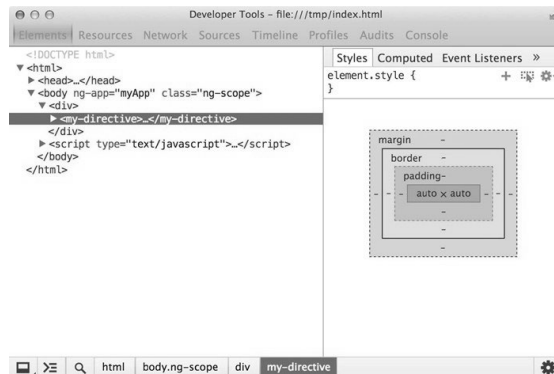 Developer Tools - file:///tmp/index.html
Elements Resources Network Sources Timeline Profiles Audits Console
<!DOCTYPE html>
▼<html>
▶<head>…</head>
▼<body ng-app="myApp" class="ng-scope">
▼<div>
▶<my-directive>…</my-directive>
</div>
▶<script type="text/javascript">…</script>
</body>
</html>
Styles Computed Event Listeners »
element.style {
}
margin -
border -
padding-
- - - auto × auto - - -
-
-
-
html body.ng-scope div my-directive